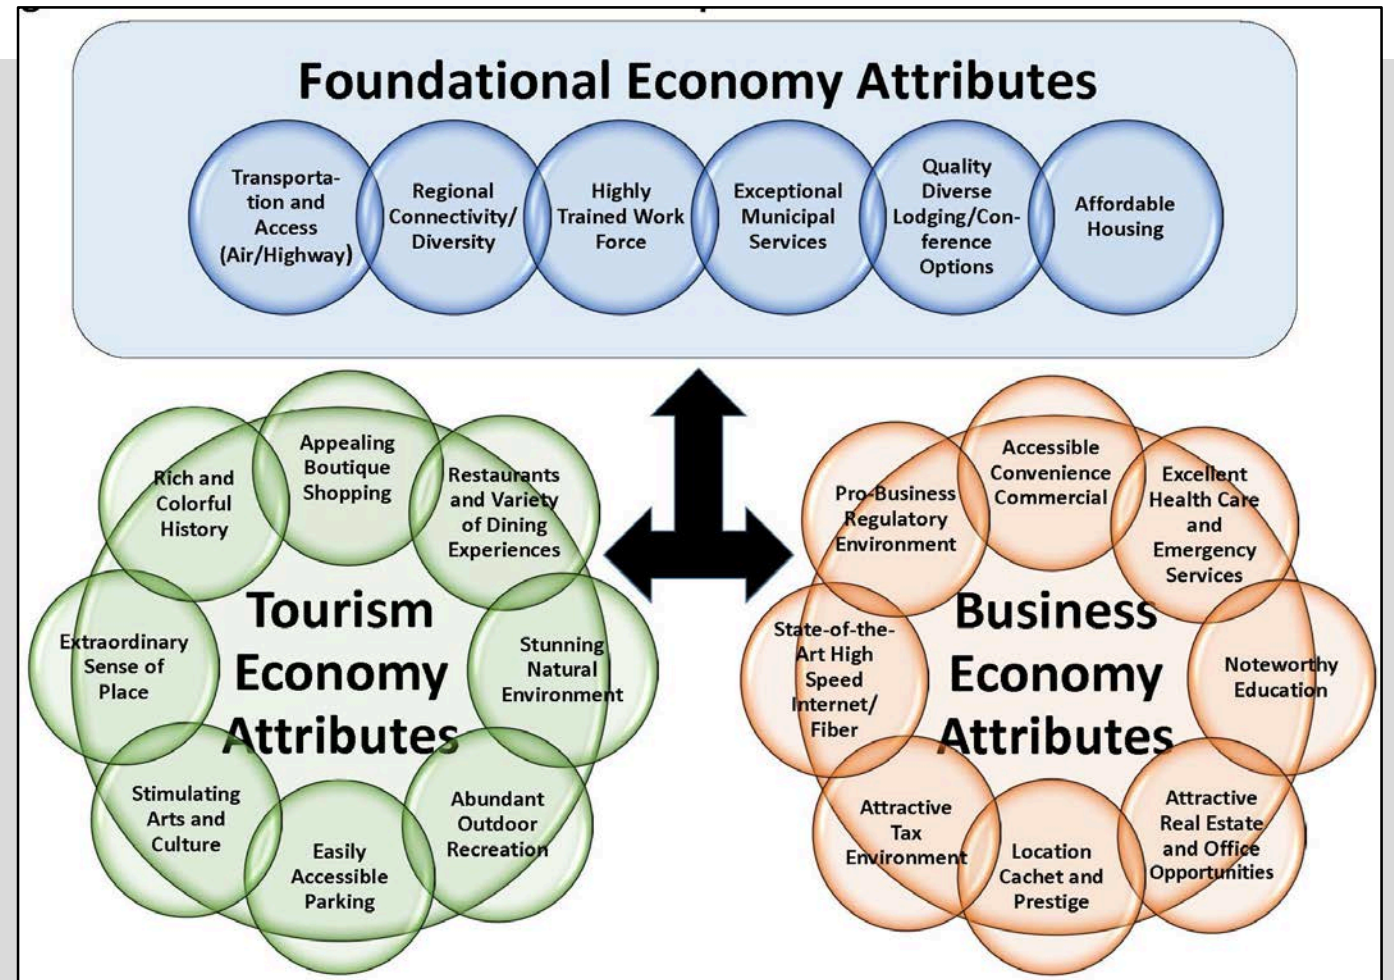 Foundational Economy Attributes
Transporta-
tion and
Access
(Air/Highway)
Regional
Connectivity/
Diversity
Highly
Trained Work
Force
Exceptional
Municipal
Services
Quality
Diverse
Lodging/Con-
ference
Options
Affordable
Housing
Appealing
Boutique
Shopping
Restaurants
and Variety
of Dining
Experiences
Stunning
Natural
Environment
Abundant
Outdoor
Recreation
Easily
Accessible
Parking
Stimulating
Arts and
Culture
Extraordinary
Sense of
Place
Rich and
Colorful
History
Tourism
Economy
Attributes
Accessible
Convenience
Commercial
Excellent
Health Care
and
Emergency
Services
Noteworthy
Education
Attractive
Real Estate
and Office
Opportunities
Location
Cachet and
Prestige
Attractive
Tax
Environment
State-of-the-
Art High
Speed
Internet/
Fiber
Pro-Business
Regulatory
Environment
Business
Economy
Attributes